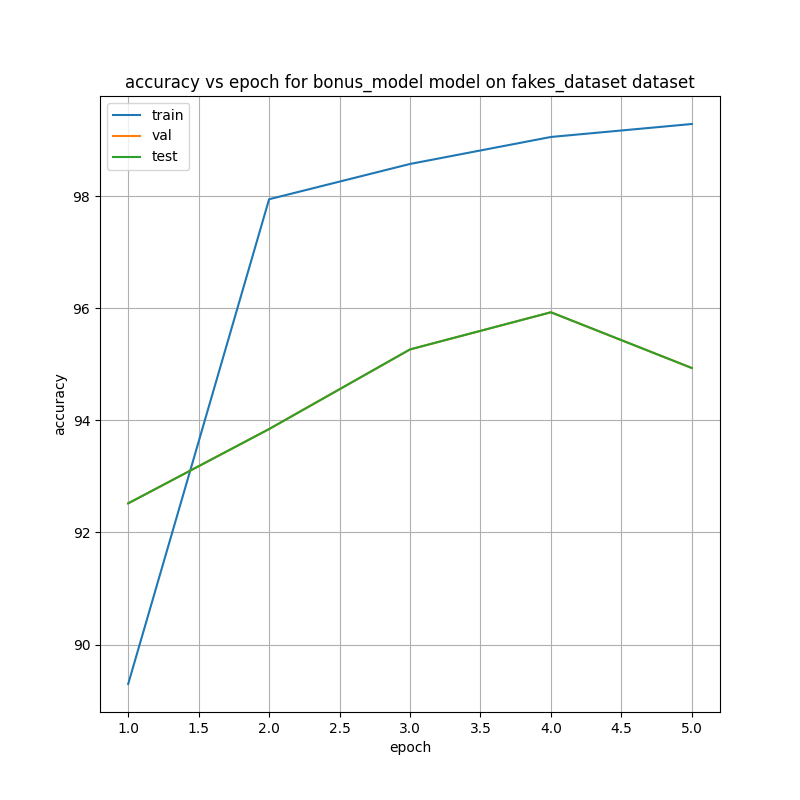 accuracy vs epoch for bonus_model model on fakes_dataset dataset
train
val
test
98
96
94
92
90
accuracy
1.0 1.5 2.0 2.5 3.0 3.5 4.0 4.5 5.0
epoch